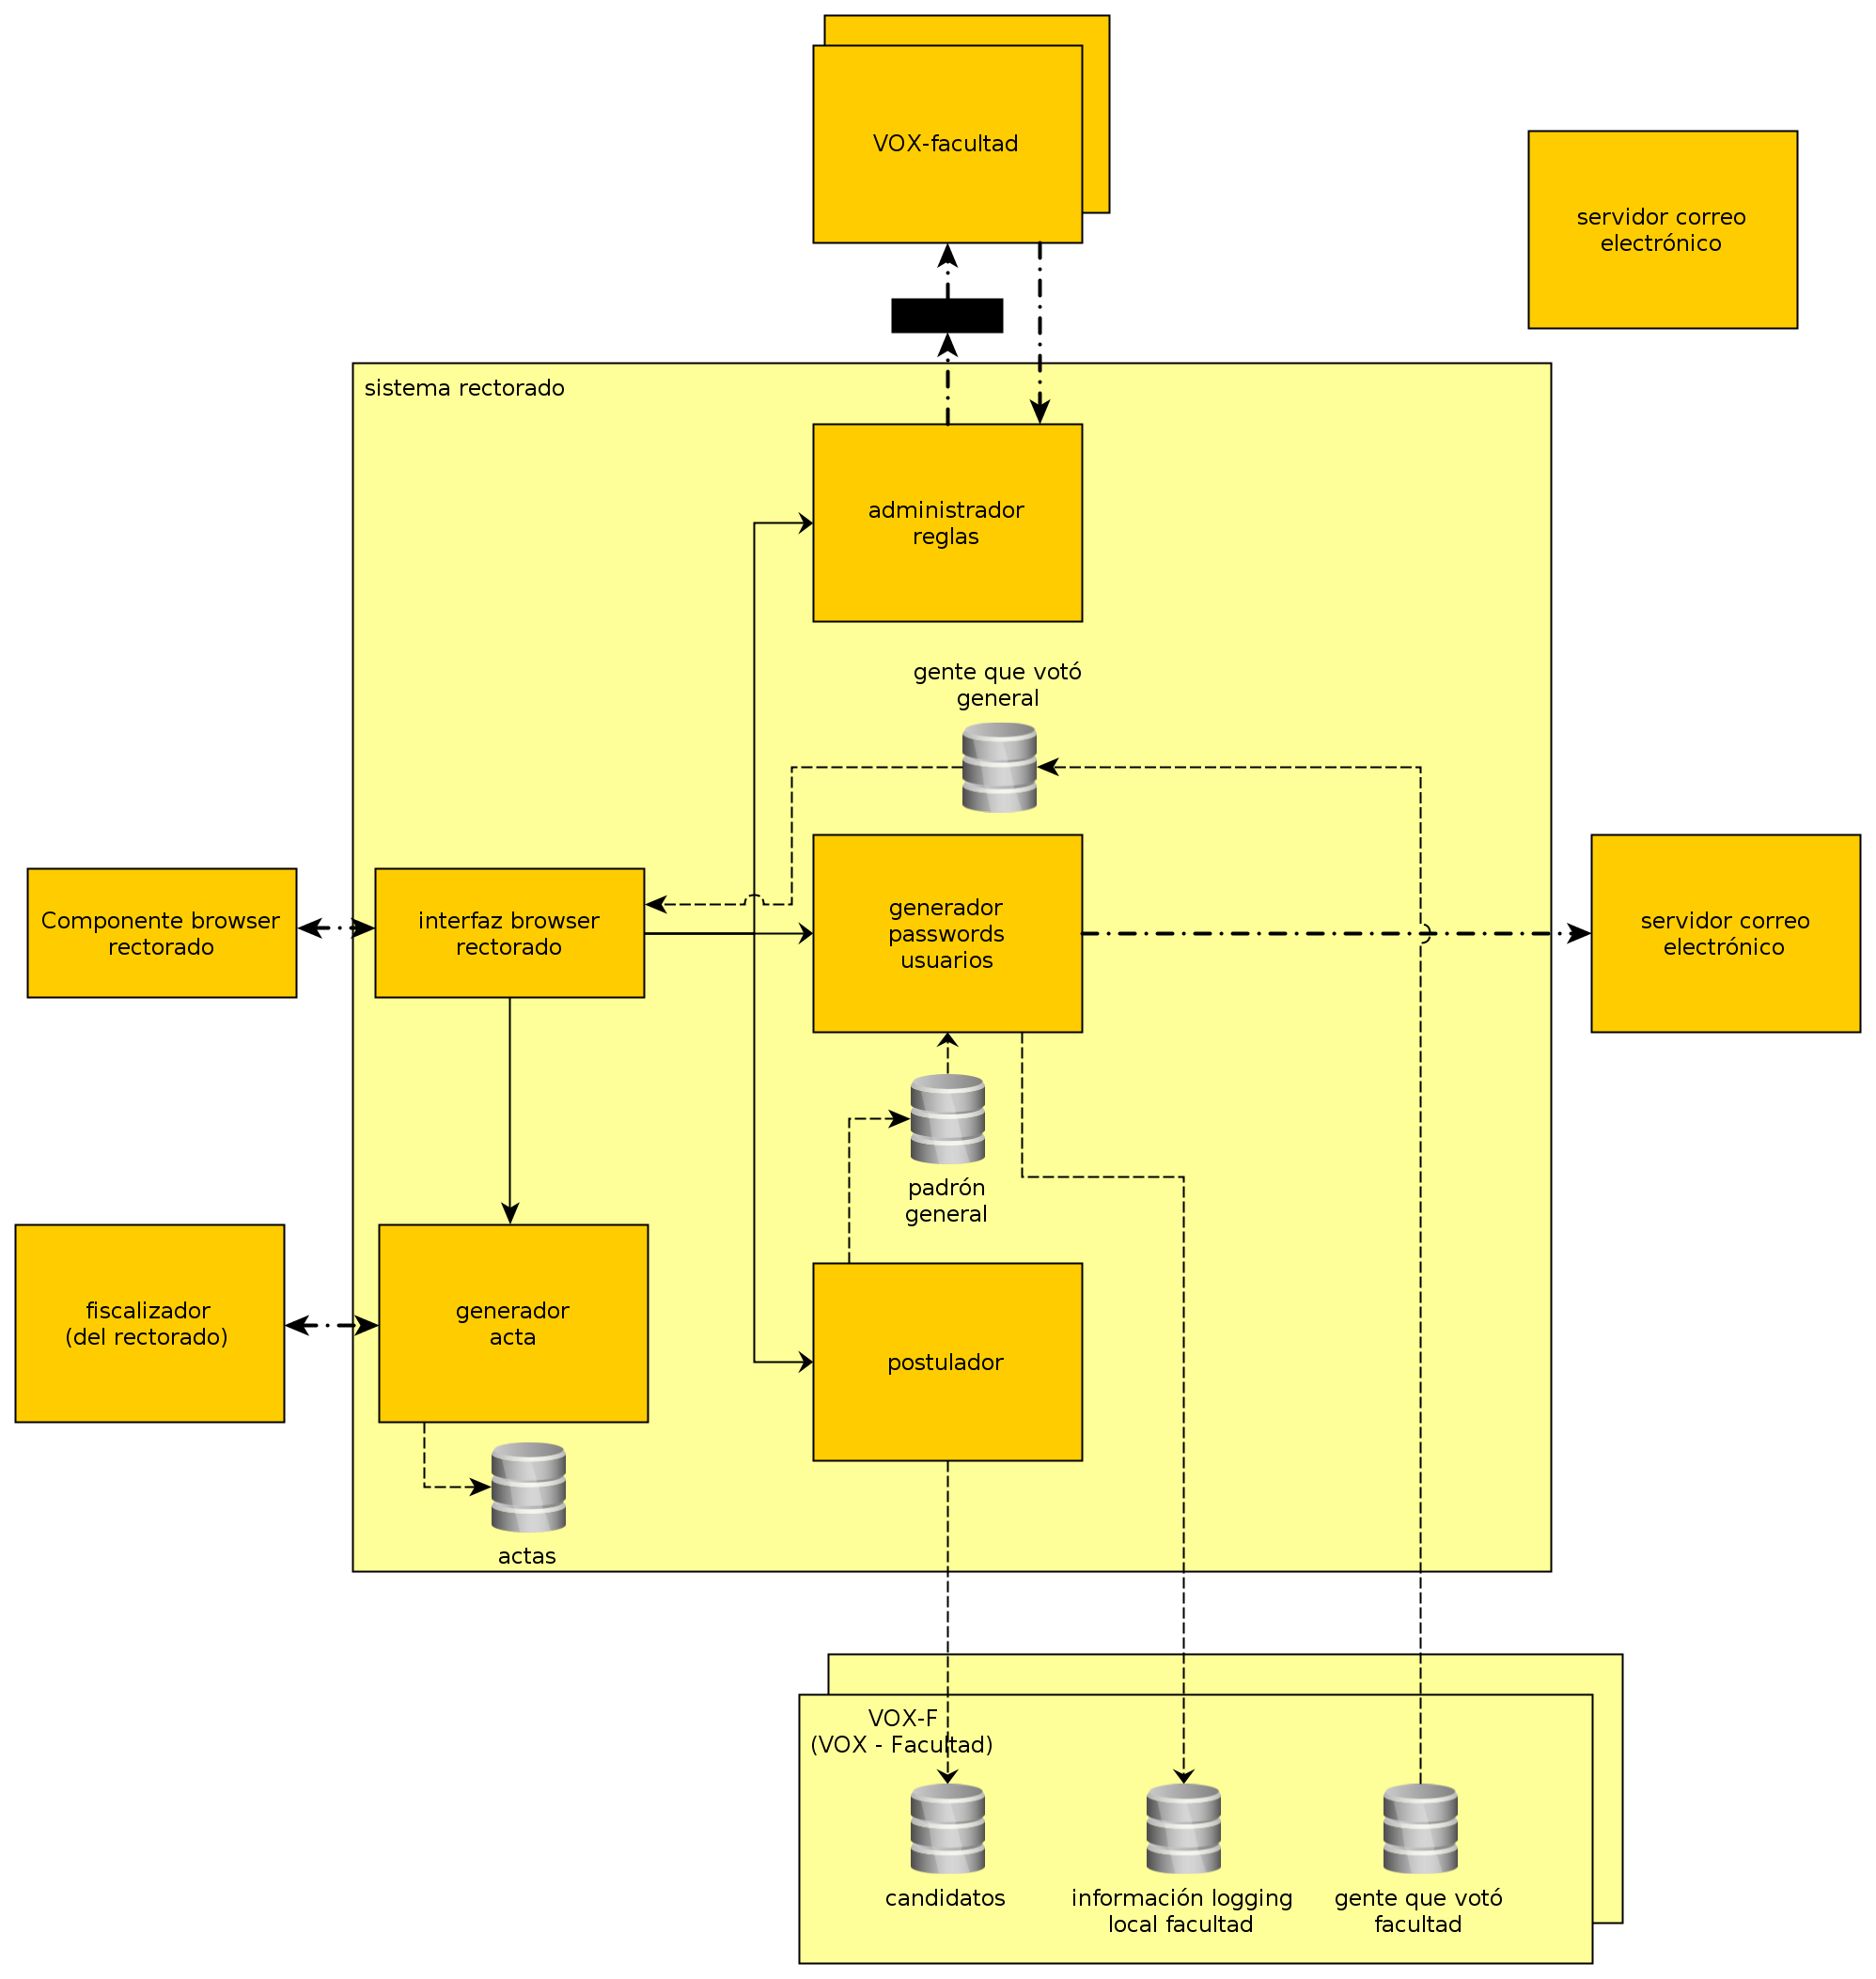 VOX-facultad
servidor correo
electrónico
sistema rectorado
administrador
reglas
gente que votó
general
Componente browser
rectorado
interfaz browser
rectorado
generador
passwords
usuarios
servidor correo
electrónico
padrón
general
fiscalizador
(del rectorado)
generador
acta
postulador
actas
VOX-F
(VOX - Facultad)
candidatos
información logging
local facultad
gente que votó
facultad